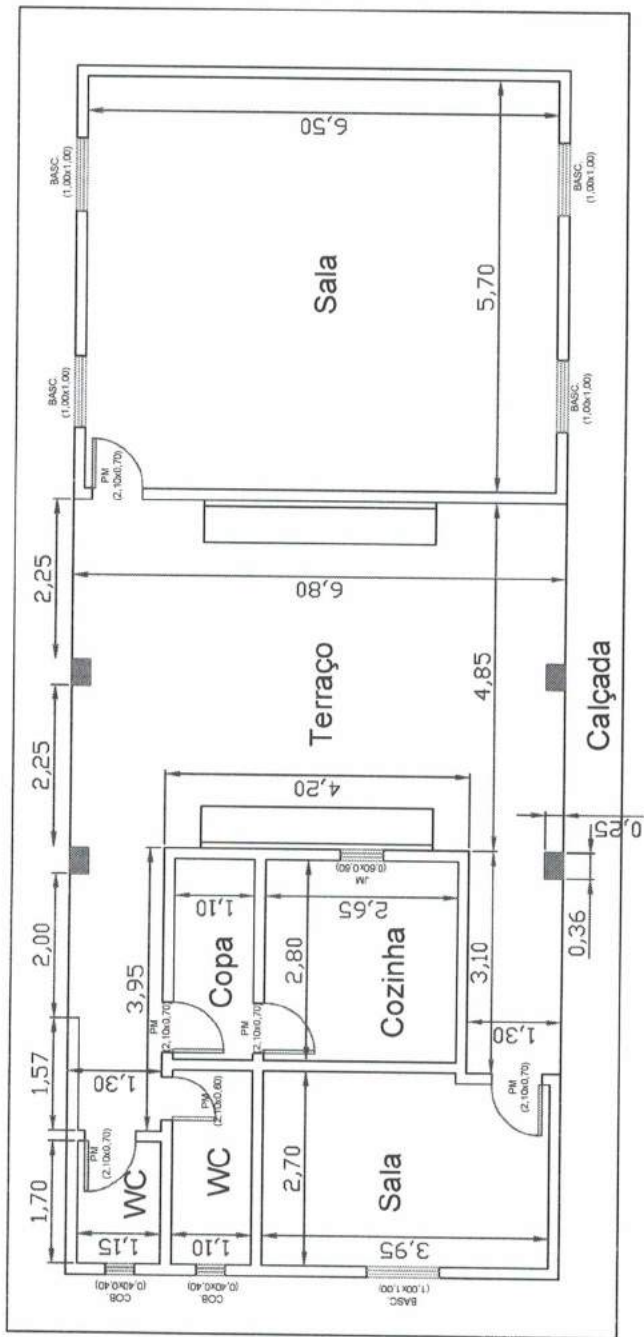 BASC.
(1,00x1,00)
BASC.
(1,00x1,00)
6,50
Sala
5,70
BASC.
(1,00x1,00)
BASC.
(1,00x1,00)
PM
(2,10x0,70)
2,25
2,25
6,80
Terraço
4,85
Calçada
4,20
0,25
0,36
2,00
3,95
1,10
Copa
PM
(2,10x0,70)
JM
(0,60x0,60)
2,80
2,65
Cozinha
PM
(2,10x0,70)
3,10
1,30
1,57
1,30
PM
(2,10x0,60)
PM
(2,10x0,70)
1,70
PM
(2,10x0,70)
WC
1,15
WC
1,10
2,70
Sala
3,95
COB.
(0,40x0,40)
COB.
(0,40x0,40)
BASC.
(1,00x1,00)